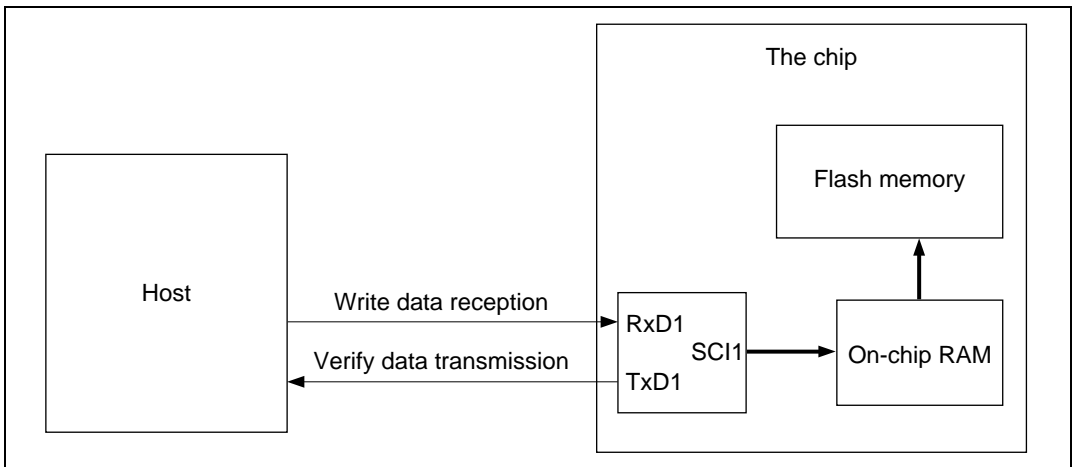 The chip
Flash memory
Host
Write data reception
RxD1
SCI1
On-chip RAM
Verify data transmission
TxD1